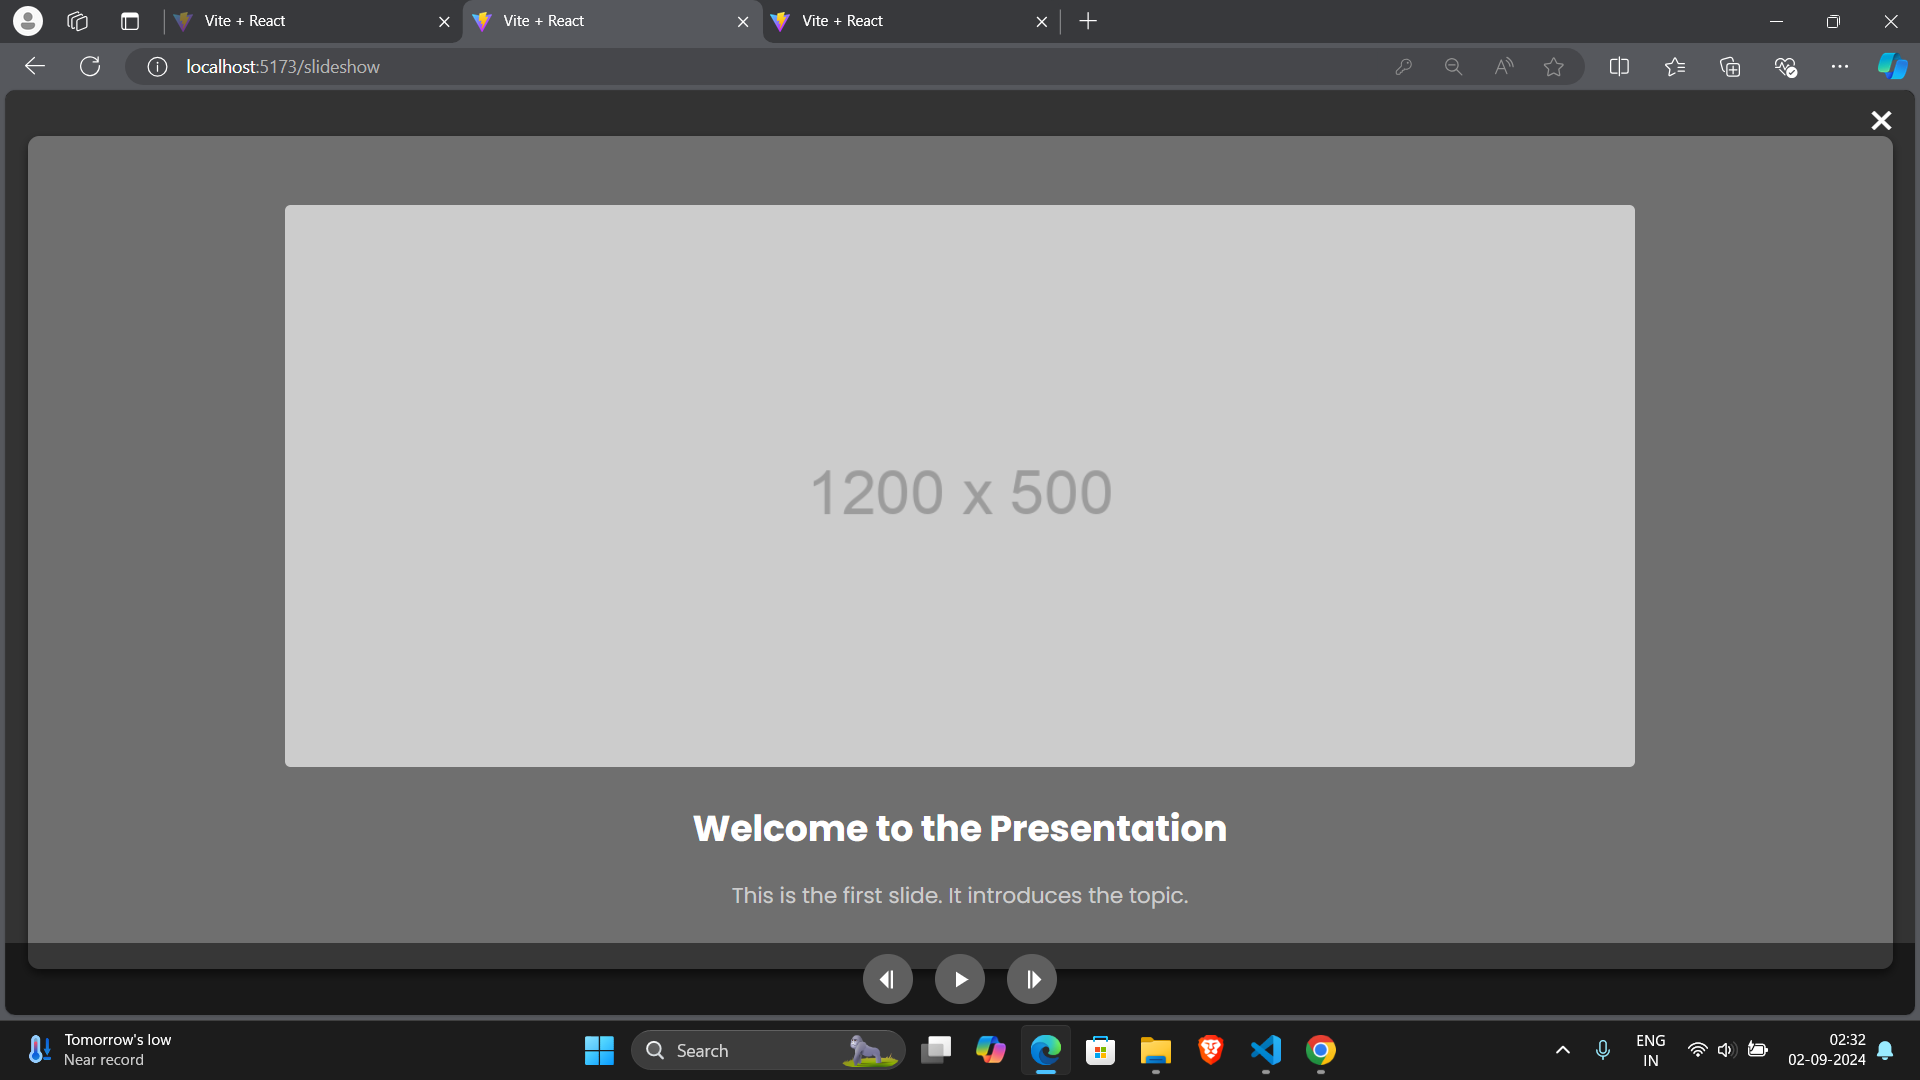 Vite + React
Vite + React
Vite + React
localhost:5173/slideshow
1200 x 500
Welcome to the Presentation
This is the first slide. It introduces the topic.
Tomorrow's low
Near record
Search
ENG
IN
02:32
02-09-2024